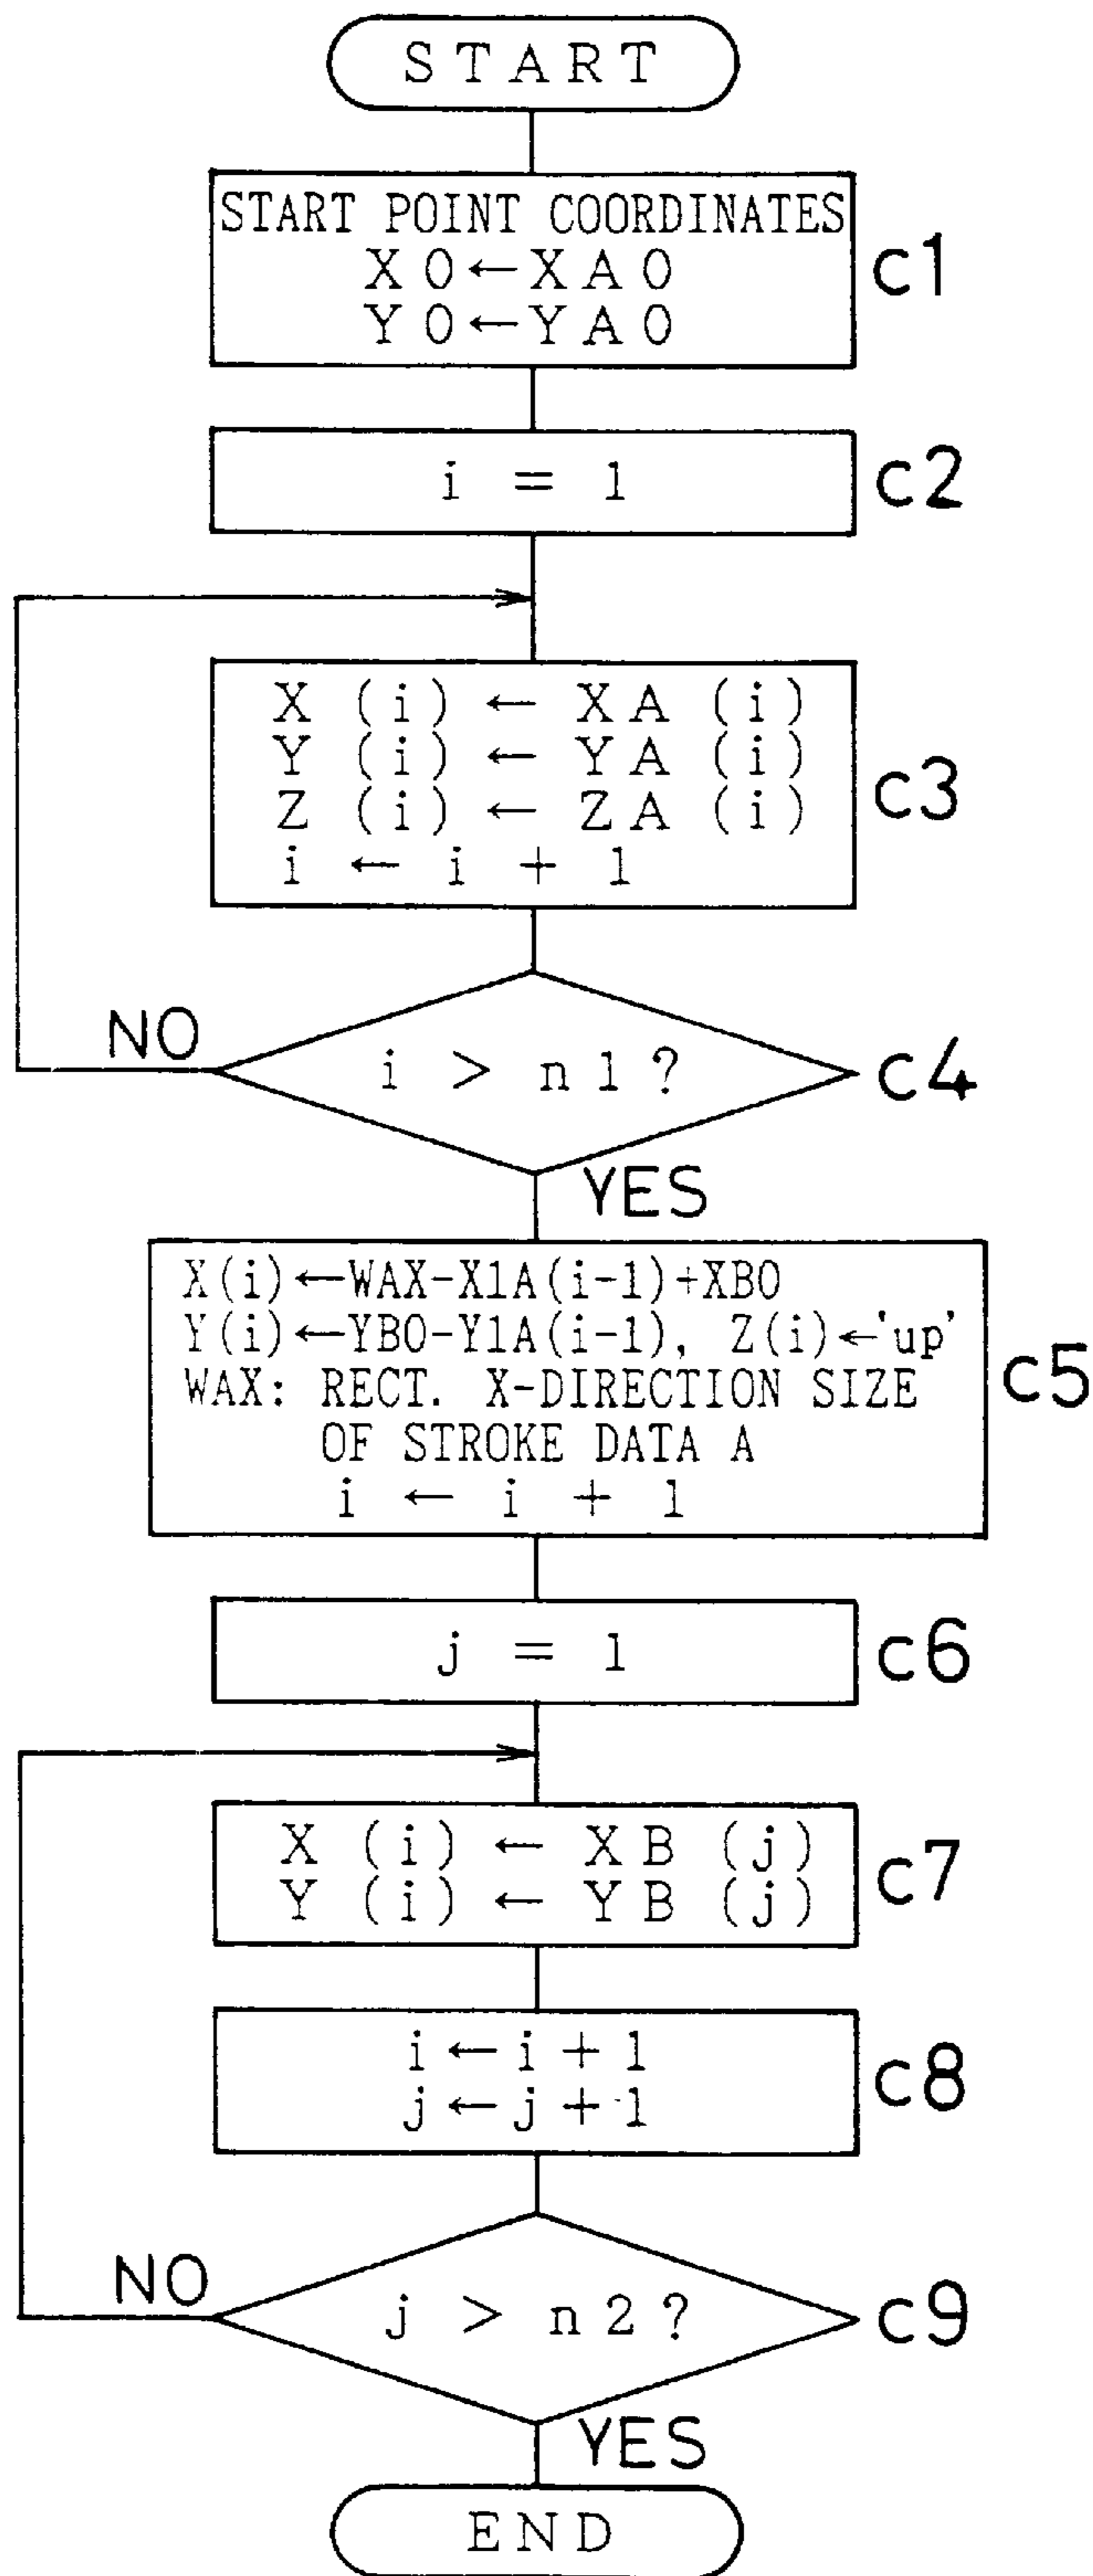 START
START POINT COORDINATES
X0←XA0
Y0←YA0
c1
i = 1
c2
X (i) ← XA (i)
Y (i) ← YA (i)
Z (i) ← ZA (i)
i ← i + 1
c3
NO
i > n1?
c4
YES
X(i)←WAX-X1A(i-1)+XB0
Y(i)←YB0-Y1A(i-1), Z(i)←'up'
WAX: RECT. X-DIRECTION SIZE
OF STROKE DATA A
i ← i + 1
c5
j = 1
c6
X (i) ← XB (j)
Y (i) ← YB (j)
c7
i←i+1
j←j+1
c8
NO
j > n2?
c9
YES
END